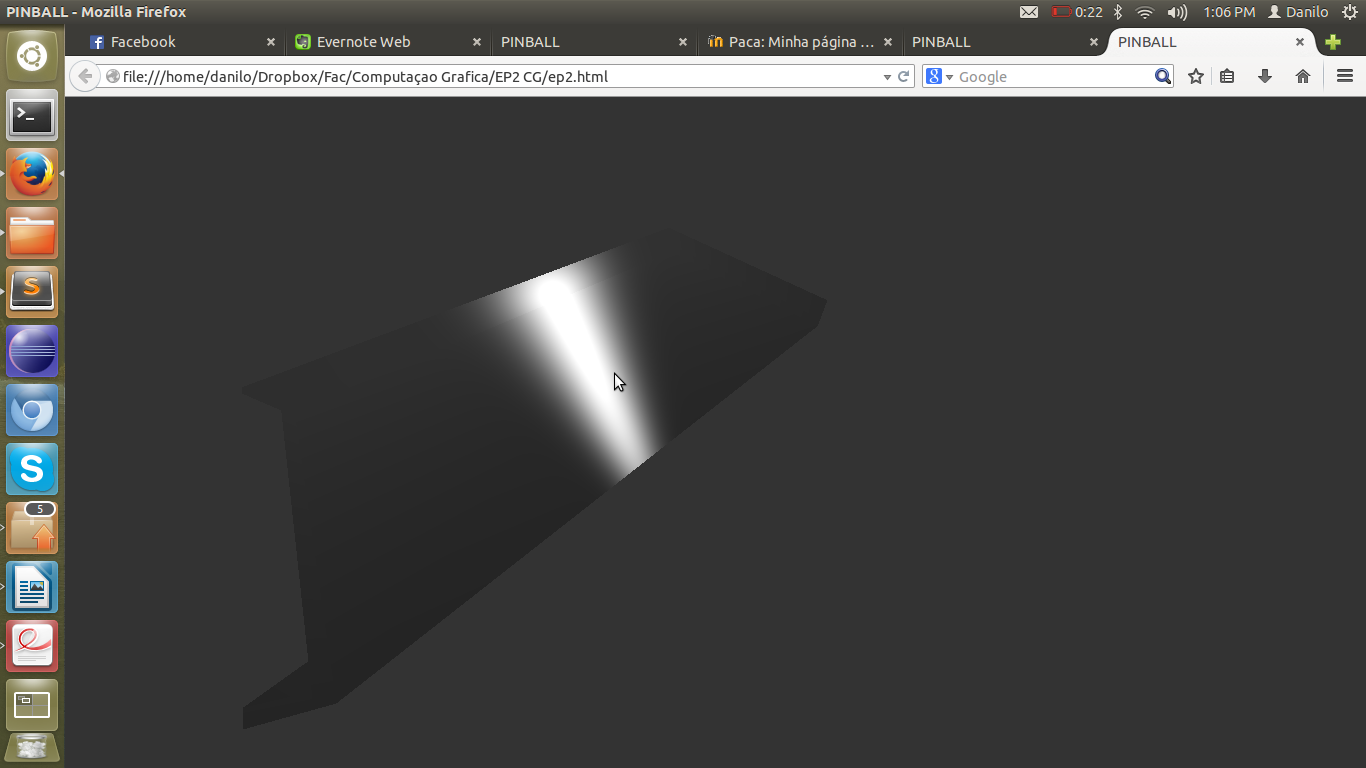 PINBALL - Mozilla Firefox
0:22
1:06 PM
Danilo
Facebook
Evernote Web
PINBALL
Paca: Minha página ...
PINBALL
PINBALL
file:///home/danilo/Dropbox/Fac/Computaçao Grafica/EP2 CG/ep2.html
8
Google
>_
S
S
5